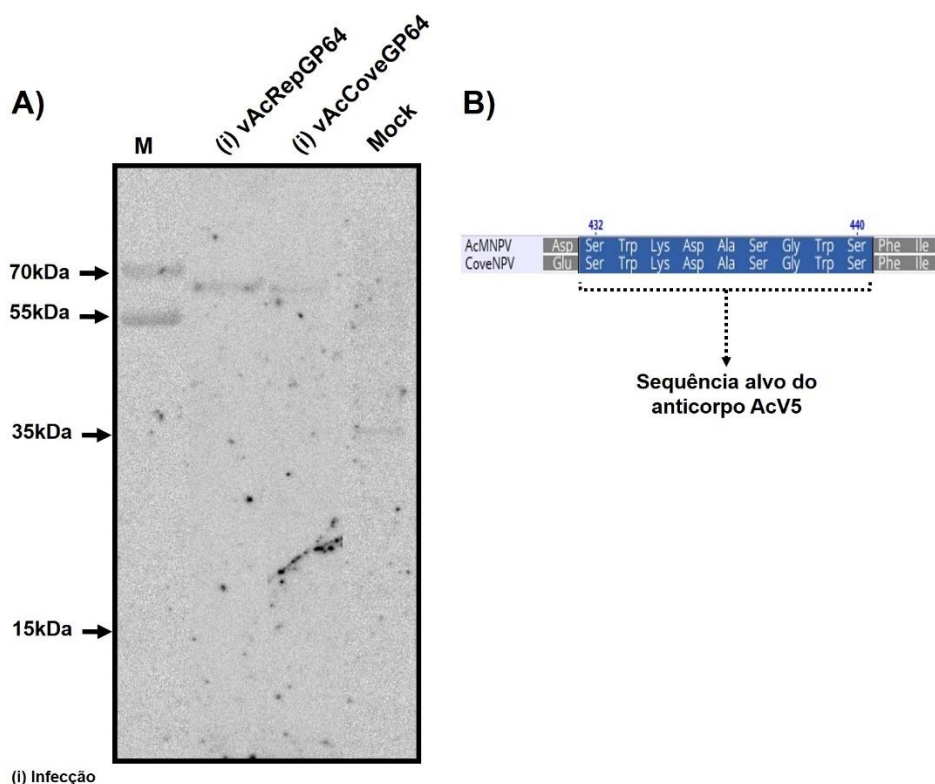 A)
M
(i) vAcRepGP64
(i) vAcCoveGP64
Mock
70kDa
55kDa
35kDa
15kDa
(i) Infecção
B)
432 440
AcMNPV Asp Ser Trp Lys Asp Ala Ser Gly Trp Ser Phe Ile
CoveNPV Glu Ser Trp Lys Asp Ala Ser Gly Trp Ser Phe Ile
Sequência alvo do
anticorpo AcV5